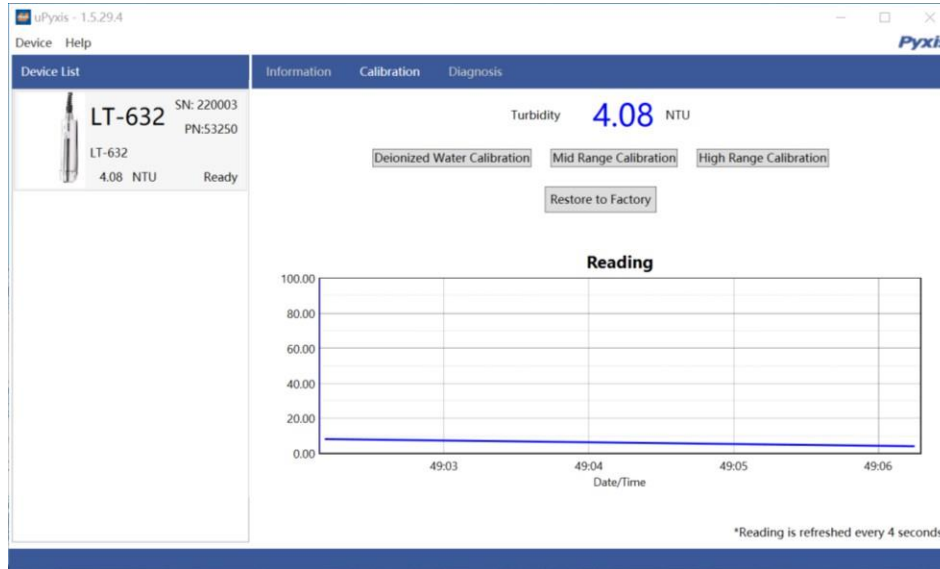 uPyxis - 1.5.29.4
Device Help
Pyxis
Device List
Information Calibration Diagnosis
LT-632
SN: 220003
PN:53250
LT-632
4.08 NTU Ready
Turbidity 4.08 NTU
Deionized Water Calibration Mid Range Calibration High Range Calibration
Restore to Factory
Reading
100.00
80.00
60.00
40.00
20.00
0.00
49:03 49:04 49:05 49:06
Date/Time
*Reading is refreshed every 4 seconds